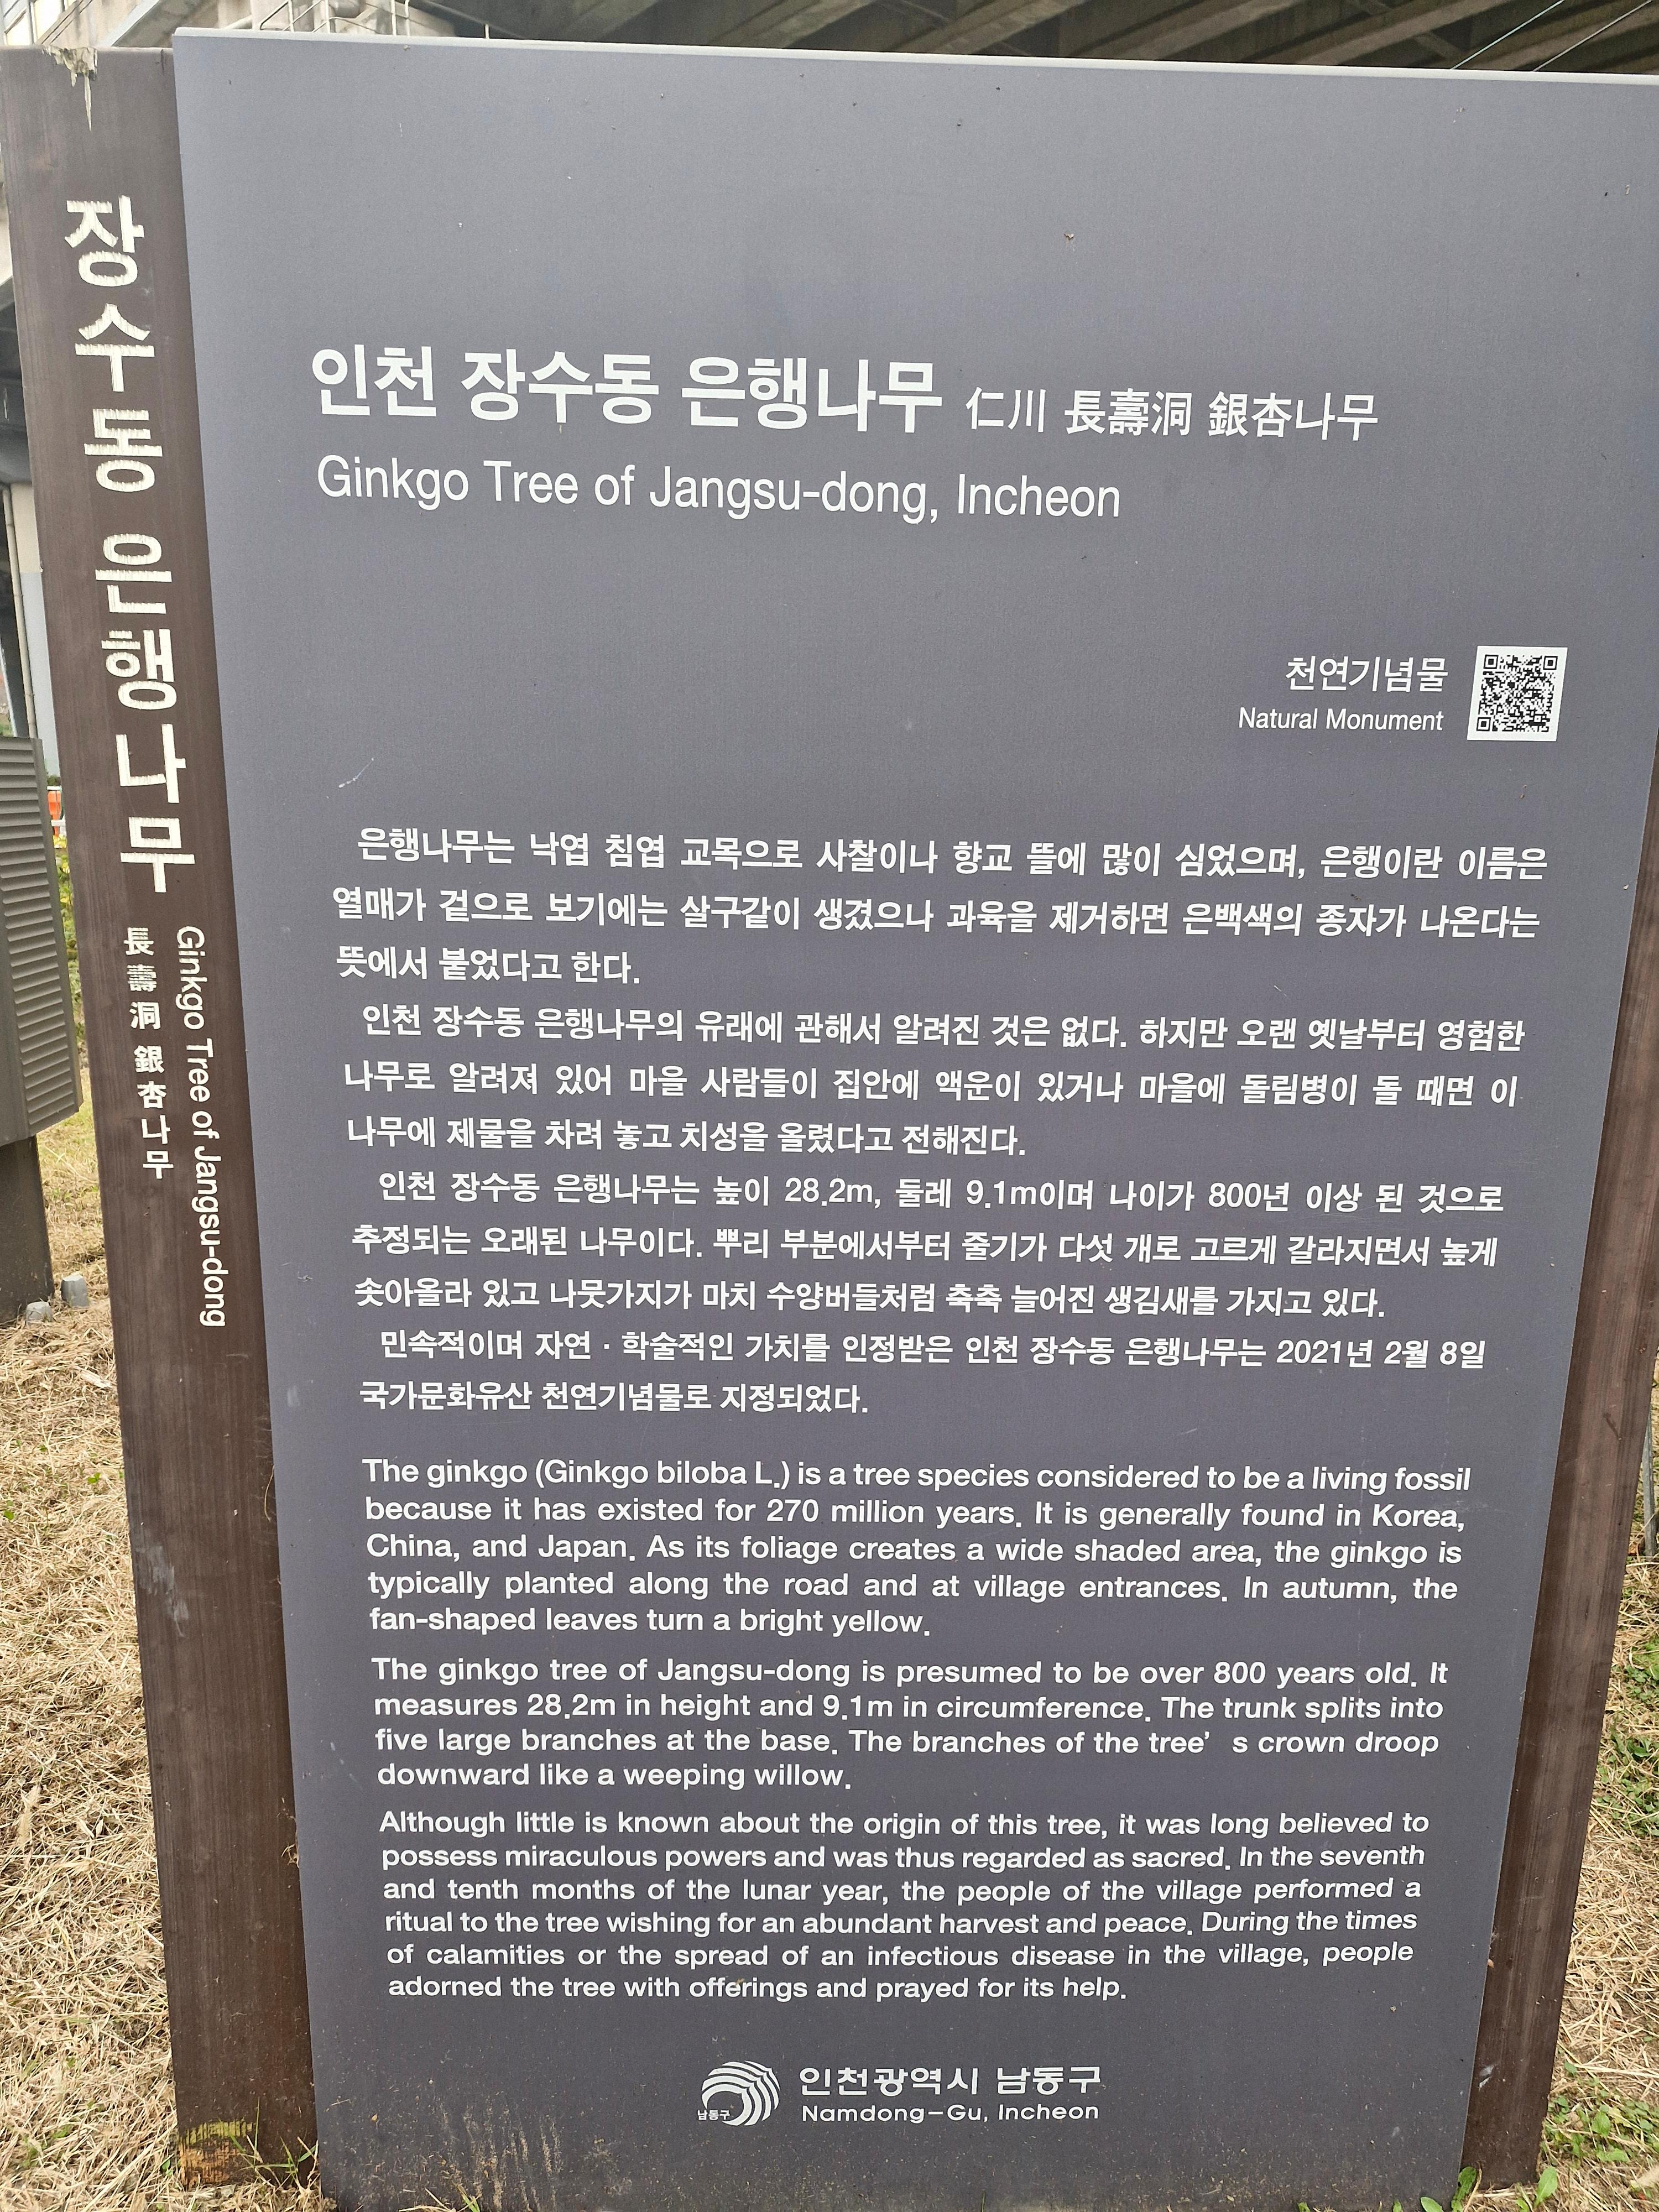 장수동 은행나무
長壽洞 銀杏나무
Ginkgo Tree of Jangsu-dong
인천 장수동 은행나무 仁川 長壽洞 銀杏나무
Ginkgo Tree of Jangsu-dong, Incheon
천연기념물
Natural Monument
은행나무는 낙엽 침엽 교목으로 사찰이나 향교 뜰에 많이 심었으며, 은행이란 이름은
열매가 겉으로 보기에는 살구같이 생겼으나 과육을 제거하면 은백색의 종자가 나온다는
뜻에서 붙었다고 한다.
인천 장수동 은행나무의 유래에 관해서 알려진 것은 없다. 하지만 오랜 옛날부터 영험한
나무로 알려져 있어 마을 사람들이 집안에 액운이 있거나 마을에 돌림병이 돌 때면 이
나무에 제물을 차려 놓고 치성을 올렸다고 전해진다.
인천 장수동 은행나무는 높이 28.2m, 둘레 9.1m이며 나이가 800년 이상 된 것으로
추정되는 오래된 나무이다. 뿌리 부분에서부터 줄기가 다섯 개로 고르게 갈라지면서 높게
솟아올라 있고 나뭇가지가 마치 수양버들처럼 축축 늘어진 생김새를 가지고 있다.
민속적이며 자연 · 학술적인 가치를 인정받은 인천 장수동 은행나무는 2021년 2월 8일
국가문화유산 천연기념물로 지정되었다.
The ginkgo (Ginkgo biloba L.) is a tree species considered to be a living fossil
because it has existed for 270 million years. It is generally found in Korea,
China, and Japan. As its foliage creates a wide shaded area, the ginkgo is
typically planted along the road and at village entrances. In autumn, the
fan-shaped leaves turn a bright yellow.
The ginkgo tree of Jangsu-dong is presumed to be over 800 years old. It
measures 28.2m in height and 9.1m in circumference. The trunk splits into
five large branches at the base. The branches of the tree’ s crown droop
downward like a weeping willow.
Although little is known about the origin of this tree, it was long believed to
possess miraculous powers and was thus regarded as sacred. In the seventh
and tenth months of the lunar year, the people of the village performed a
ritual to the tree wishing for an abundant harvest and peace. During the times
of calamities or the spread of an infectious disease in the village, people
adorned the tree with offerings and prayed for its help.
남동구
인천광역시 남동구
Namdong-Gu, Incheon